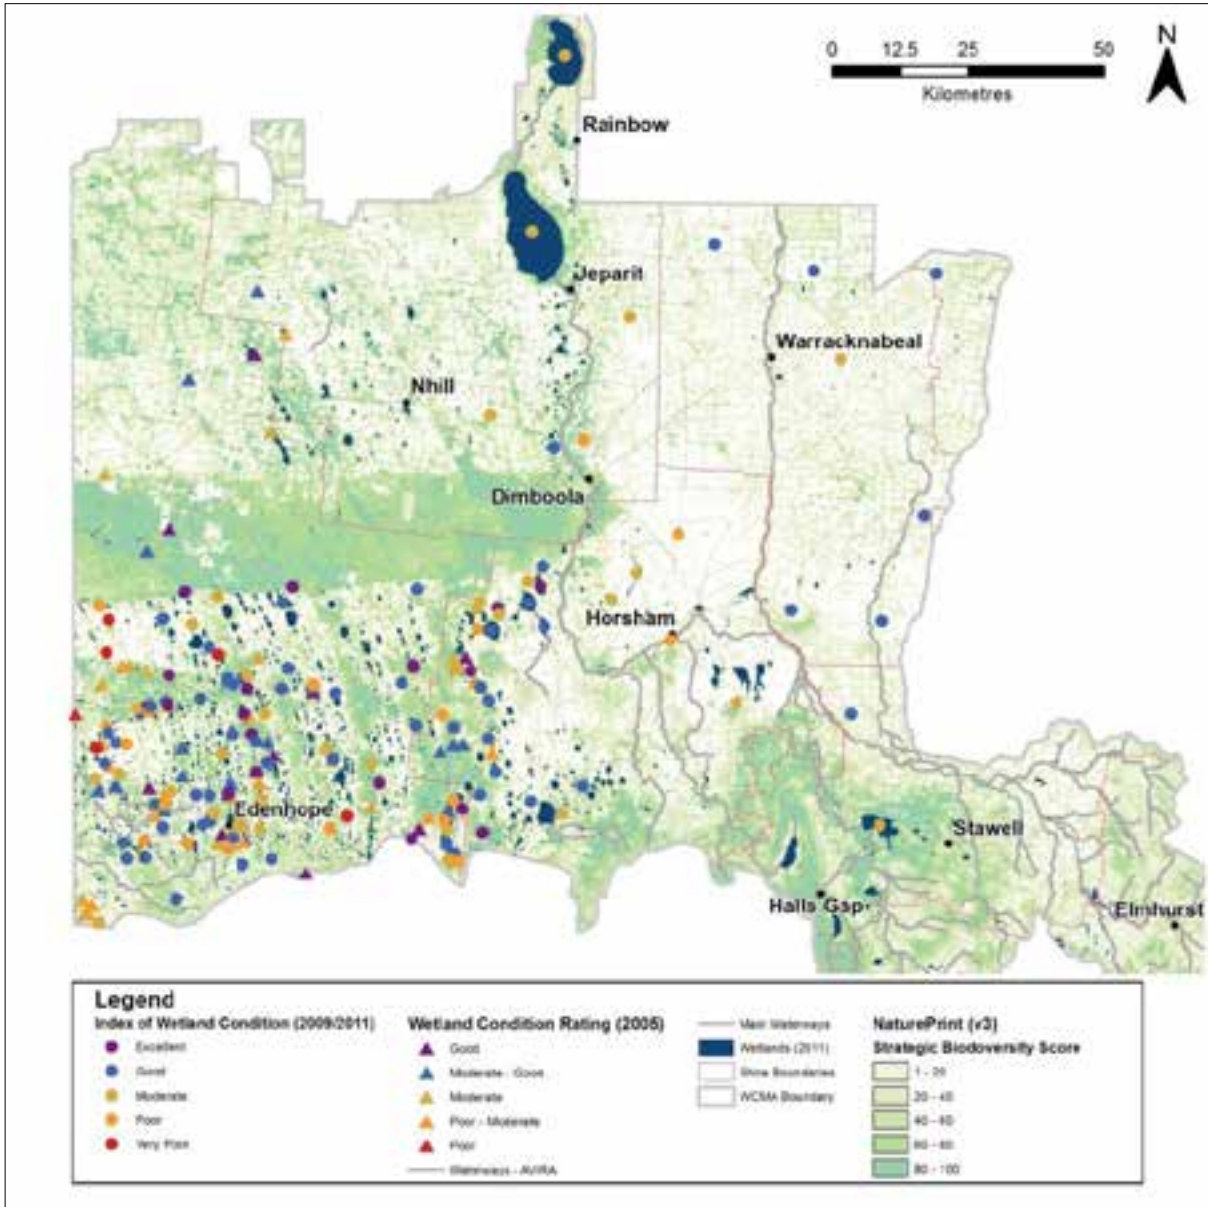 N
0 12.5 25 50
Kilometres
Rainbow
Jeparit
Warracknabeal
Nhill
Dimboola
Horsham
Edenhope
Stawell
Halls Gap
Elmhurst
Legend
Index of Wetland Condition (2009/2011)
Excellent
Good
Moderate
Poor
Very Poor
Wetland Condition Rating (2005)
Good
Moderate - Good
Moderate
Poor - Moderate
Poor
Waterways - AVIRA
Main Waterways
Wetlands (2011)
Shire Boundaries
WCMA Boundary
NaturePrint (v3)
Strategic Biodoversity Score
1 - 20
20 - 40
40 - 60
60 - 80
80 - 100